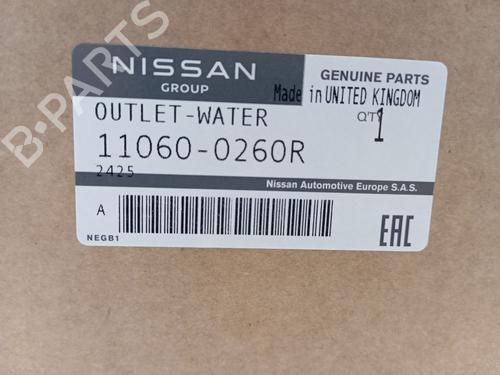 NISSAN
GROUP
GENUINE PARTS
Made in UNITED KINGDOM
OUTLET-WATER
Q'TY
1
11060-0260R
2425
Nissan Automotive Europe S.A.S.
A
NEGB1
EAC
B-PARTS